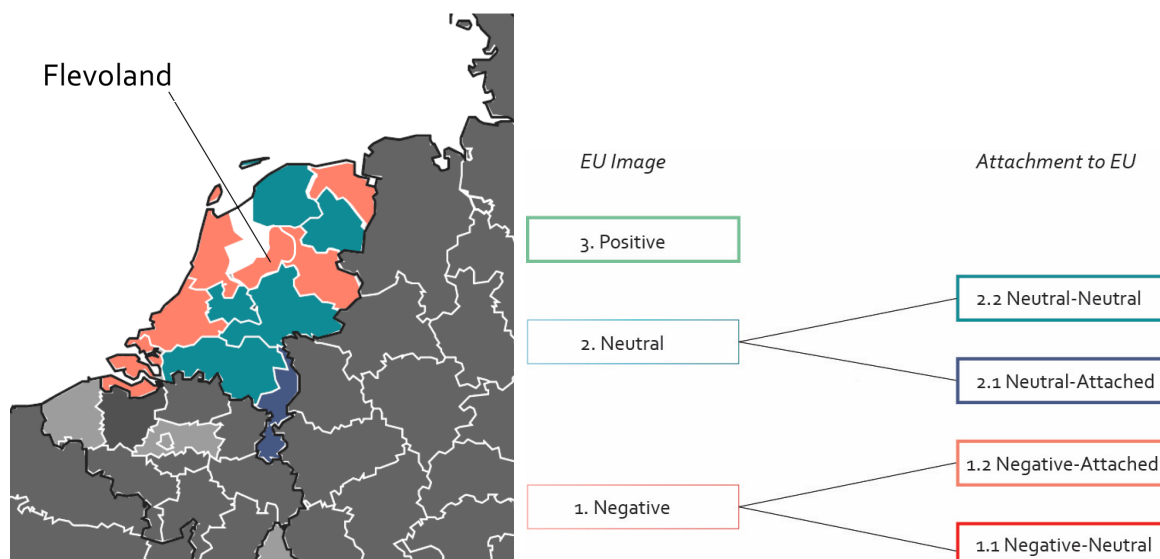 Flevoland
EU Image
Attachment to EU
3. Positive
2.2 Neutral-Neutral
2. Neutral
2.1 Neutral-Attached
1.2 Negative-Attached
1. Negative
1.1 Negative-Neutral